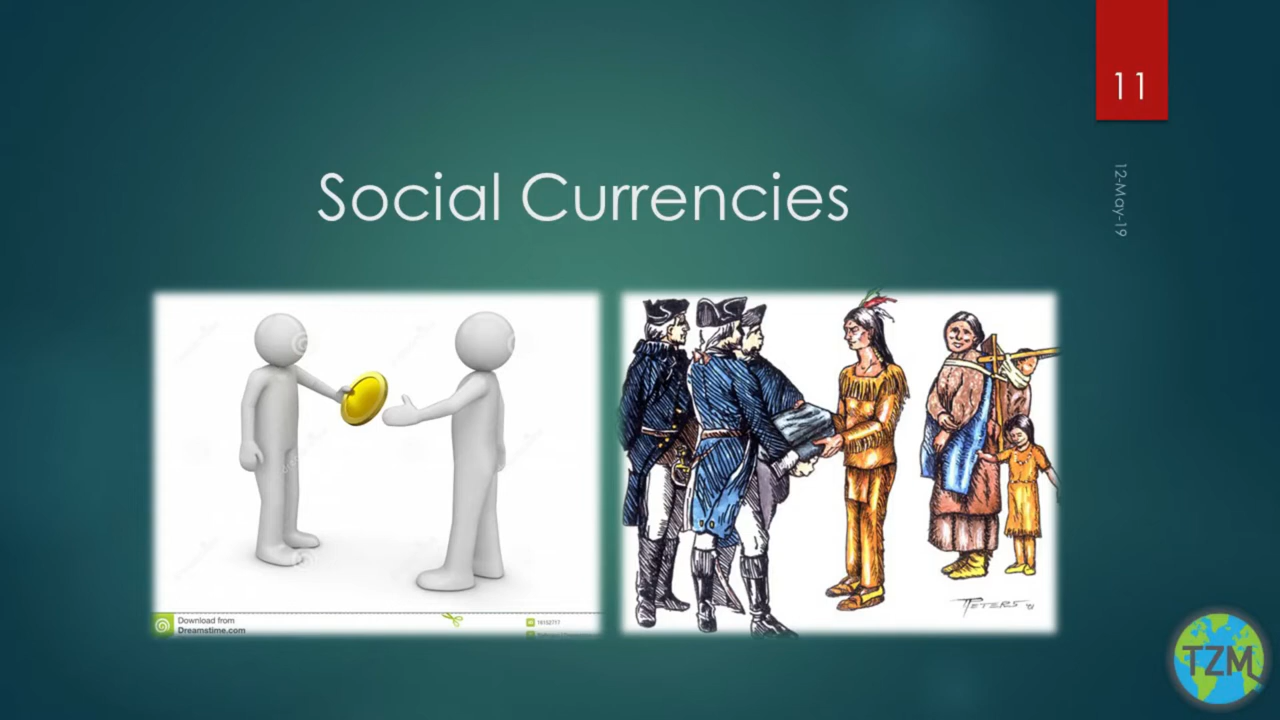 11
12-May-19
Social Currencies
Download from
Dreamstime.com
PETERS
TZM